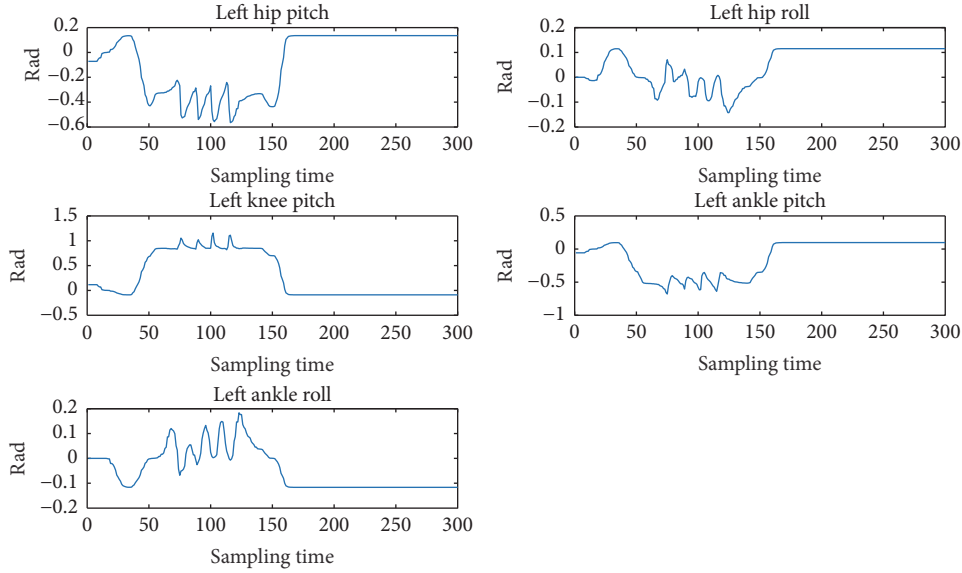 Left hip pitch
0.2
0
−0.2
−0.4
−0.6
Rad
0 50 100 150 200 250 300
Sampling time
Left hip roll
0.2
0.1
0
−0.1
−0.2
Rad
0 50 100 150 200 250 300
Sampling time
Left knee pitch
1.5
1
0.5
0
−0.5
Rad
0 50 100 150 200 250 300
Sampling time
Left ankle pitch
0.5
0
−0.5
−1
Rad
0 50 100 150 200 250 300
Sampling time
Left ankle roll
0.2
0.1
0
−0.1
−0.2
Rad
0 50 100 150 200 250 300
Sampling time